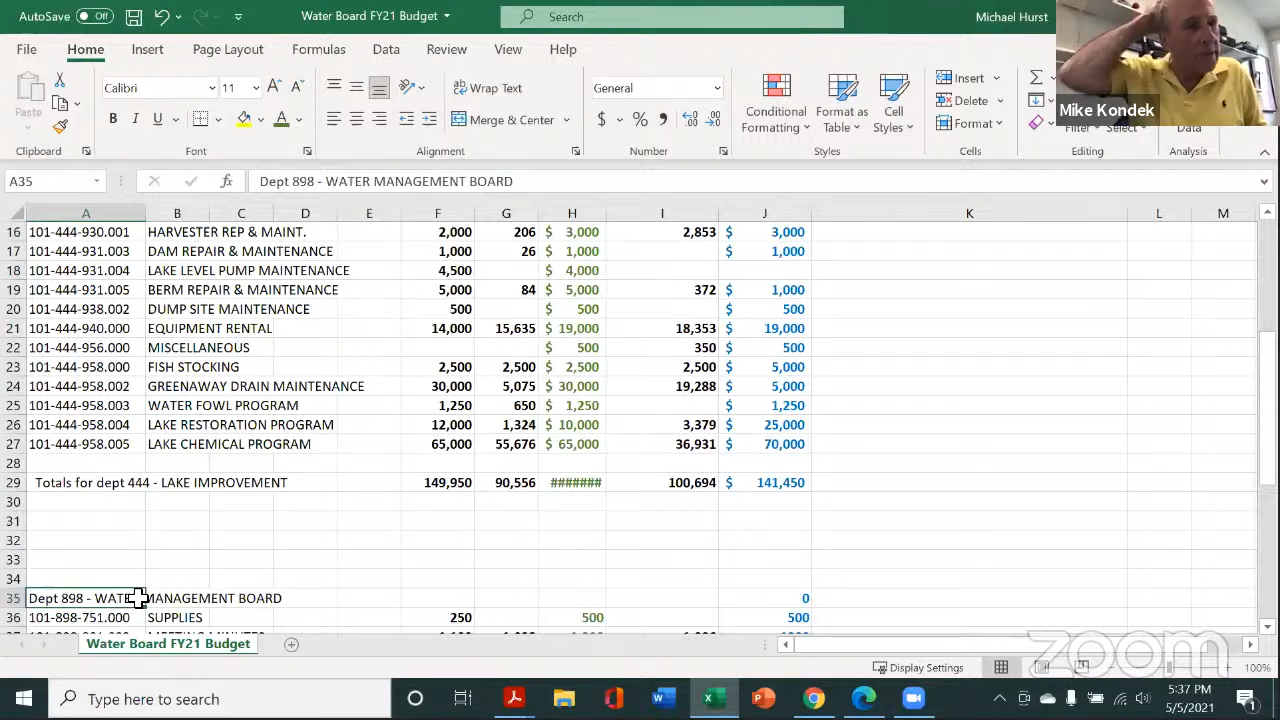 AutoSave Off Water Board FY21 Budget Search Michael Hurst
File Home Insert Page Layout Formulas Data Review View Help
Calibri 11 Wrap Text General Insert
Paste Merge & Center Conditional Formatting Format as Table Cell Styles Delete Format
Mike Kondek
Filter Select Data
Clipboard Font Alignment Number Styles Cells Editing Analysis
A35 fx Dept 898 - WATER MANAGEMENT BOARD
A B C D E F G H I J K L M
16 101-444-930.001 HARVESTER REP & MAINT. 2,000 206 $ 3,000 2,853 $ 3,000
17 101-444-931.003 DAM REPAIR & MAINTENANCE 1,000 26 $ 1,000 $ 1,000
18 101-444-931.004 LAKE LEVEL PUMP MAINTENANCE 4,500 $ 4,000
19 101-444-931.005 BERM REPAIR & MAINTENANCE 5,000 84 $ 5,000 372 $ 1,000
20 101-444-938.002 DUMP SITE MAINTENANCE 500 $ 500 $ 500
21 101-444-940.000 EQUIPMENT RENTAL 14,000 15,635 $ 19,000 18,353 $ 19,000
22 101-444-956.000 MISCELLANEOUS $ 500 350 $ 500
23 101-444-958.000 FISH STOCKING 2,500 2,500 $ 2,500 2,500 $ 5,000
24 101-444-958.002 GREENAWAY DRAIN MAINTENANCE 30,000 5,075 $ 30,000 19,288 $ 5,000
25 101-444-958.003 WATER FOWL PROGRAM 1,250 650 $ 1,250 $ 1,250
26 101-444-958.004 LAKE RESTORATION PROGRAM 12,000 1,324 $ 10,000 3,379 $ 25,000
27 101-444-958.005 LAKE CHEMICAL PROGRAM 65,000 55,676 $ 65,000 36,931 $ 70,000
28
29 Totals for dept 444 - LAKE IMPROVEMENT 149,950 90,556 ####### 100,694 $ 141,450
30
31
32
33
34
35 Dept 898 - WATER MANAGEMENT BOARD 0
36 101-898-751.000 SUPPLIES 250 500 500
Water Board FY21 Budget
zoom
Display Settings 100%
Type here to search 5:37 PM
5/5/2021